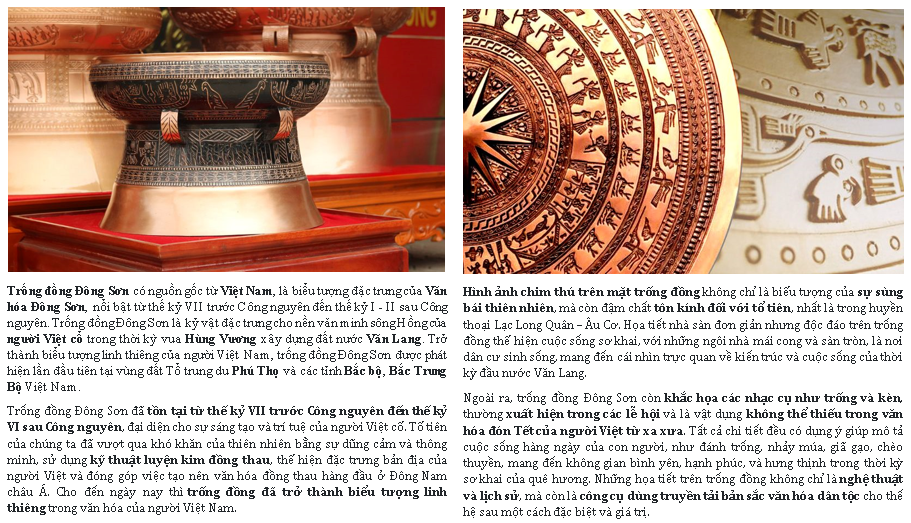 Trống đồng Đông Sơn có nguồn gốc từ Việt Nam, là biểu tượng đặc trưng của Văn
hóa Đông Sơn, nổi bật từ thế kỷ VII trước Công nguyên đến thế kỷ I - II sau Công
nguyên. Trống đồng Đông Sơn là kỷ vật đặc trưng cho nền văn minh sông Hồng của
người Việt cổ trong thời kỳ vua Hùng Vương xây dựng đất nước Văn Lang. Trở
thành biểu tượng linh thiêng của người Việt Nam, trống đồng Đông Sơn được phát
hiện lần đầu tiên tại vùng đất Tổ trung du Phú Thọ và các tỉnh Bắc bộ, Bắc Trung
Bộ Việt Nam.
Trống đồng Đông Sơn đã tồn tại từ thế kỷ VII trước Công nguyên đến thế kỷ
VI sau Công nguyên, đại diện cho sự sáng tạo và trí tuệ của người Việt cổ. Tổ tiên
của chúng ta đã vượt qua khó khăn của thiên nhiên bằng sự dũng cảm và thông
minh, sử dụng kỹ thuật luyện kim đồng thau, thể hiện đặc trưng bản địa của
người Việt và đóng góp việc tạo nên văn hóa đồng thau hàng đầu ở Đông Nam
châu Á. Cho đến ngày nay thì trống đồng đã trở thành biểu tượng linh
thiêng trong văn hóa của người Việt Nam.
Hình ảnh chim thú trên mặt trống đồng không chỉ là biểu tượng của sự sùng
bái thiên nhiên, mà còn đậm chất tôn kính đối với tổ tiên, nhất là trong huyền
thoại Lạc Long Quân – Âu Cơ. Họa tiết nhà sàn đơn giản nhưng độc đáo trên trống
đồng thể hiện cuộc sống sơ khai, với những ngôi nhà mái cong và sàn tròn, là nơi
dân cư sinh sống, mang đến cái nhìn trực quan về kiến trúc và cuộc sống của thời
kỳ đầu nước Văn Lang.
Ngoài ra, trống đồng Đông Sơn còn khắc họa các nhạc cụ như trống và kèn,
thường xuất hiện trong các lễ hội và là vật dụng không thể thiếu trong văn
hóa đón Tết của người Việt từ xa xưa. Tất cả chi tiết đều có dụng ý giúp mô tả
cuộc sống hàng ngày của con người, như đánh trống, nhảy múa, giã gạo, chèo
thuyền, mang đến không gian bình yên, hạnh phúc, và hưng thịnh trong thời kỳ
sơ khai của quê hương. Những họa tiết trên trống đồng không chỉ là nghệ thuật
và lịch sử, mà còn là công cụ dùng truyền tải bản sắc văn hóa dân tộc cho thế
hệ sau một cách đặc biệt và giá trị.